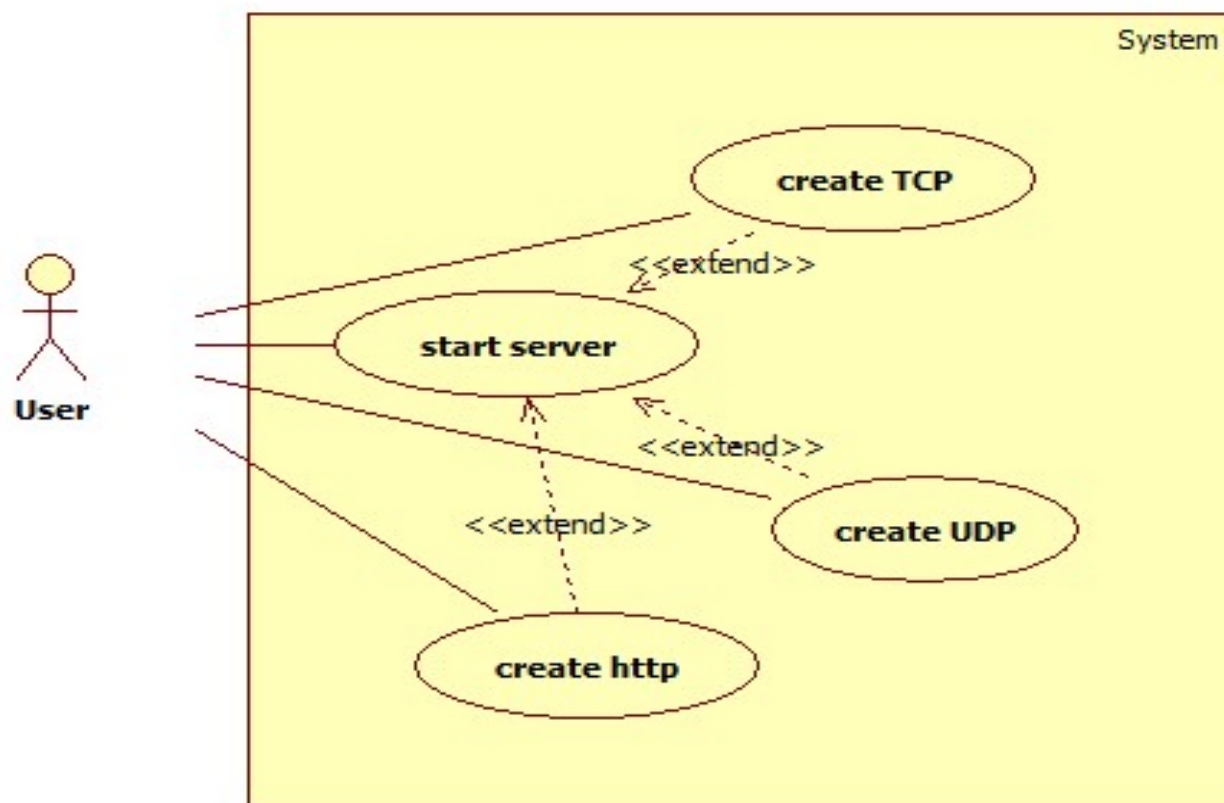 System
create TCP
<<extend>>
start server
User
<<extend>>
<<extend>>
create UDP
create http